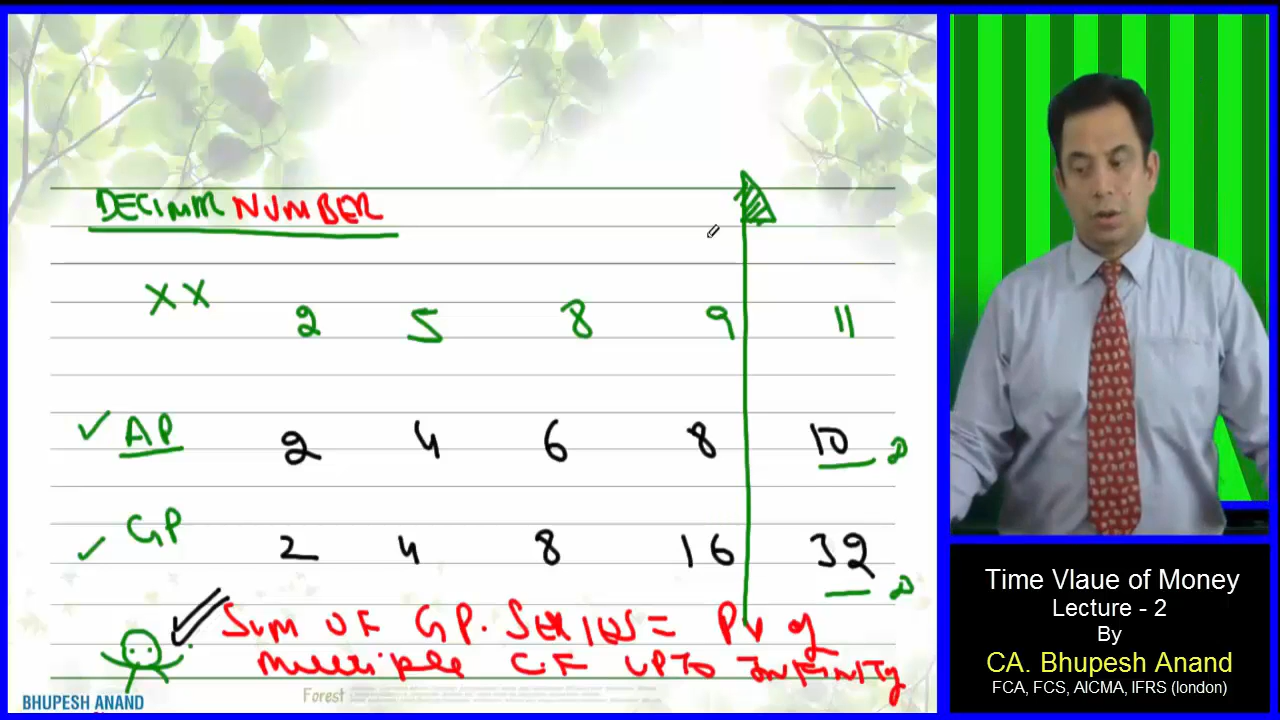 DECIMAL NUMBER
XX 2 5 8 9 11
AP 2 4 6 8 10
GP 2 4 8 16 32
SUM OF GP. SERIES = PV of
multiple CF UPTO INFINITY
BHUPESH ANAND
Forest
Time Vlaue of Money
Lecture - 2
By
CA. Bhupesh Anand
FCA, FCS, AICMA, IFRS (london)